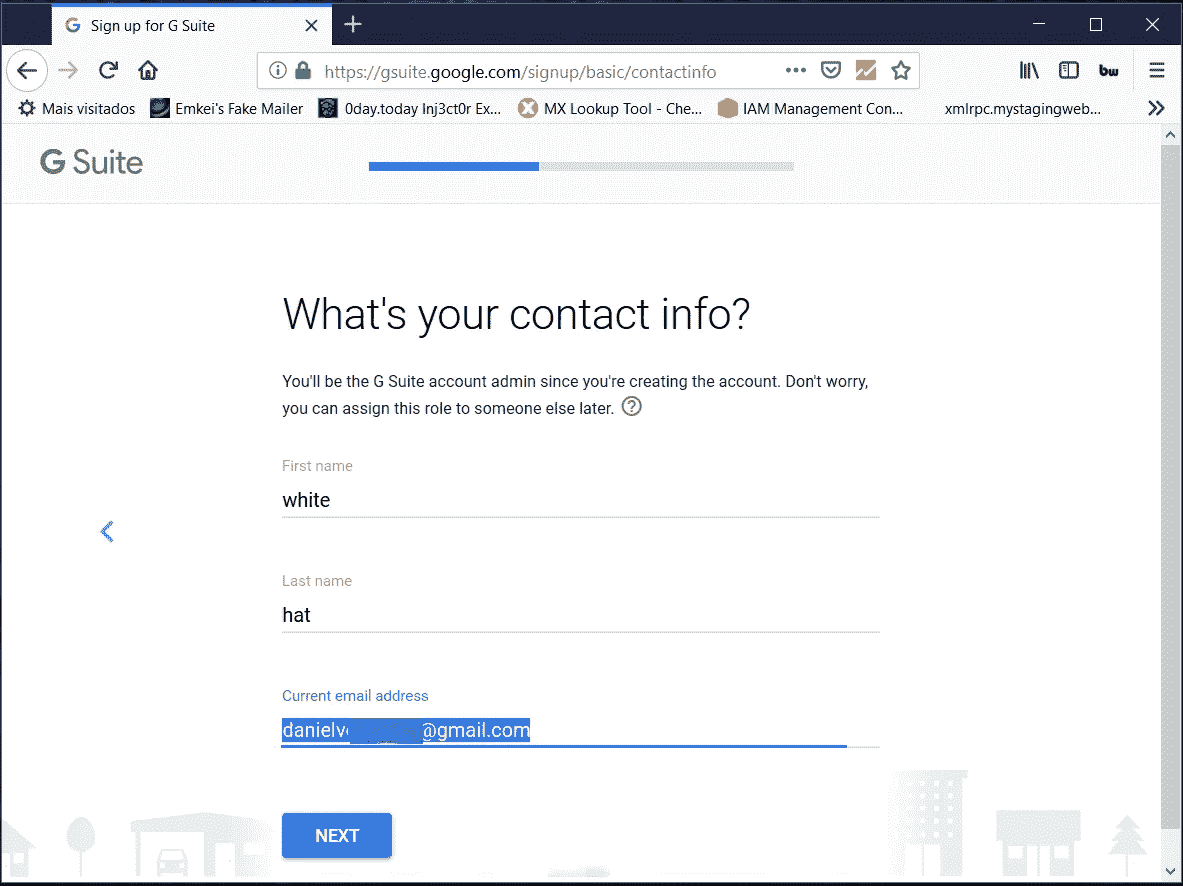 Sign up for G Suite
https://gsuite.google.com/signup/basic/contactinfo
Mais visitados Emkei's Fake Mailer 0day.today Inj3ct0r Ex... MX Lookup Tool - Che... IAM Management Con... xmlrpc.mystagingweb...
G Suite
What's your contact info?
You'll be the G Suite account admin since you're creating the account. Don't worry,
you can assign this role to someone else later.
First name
white
Last name
hat
Current email address
danielv @gmail.com
NEXT